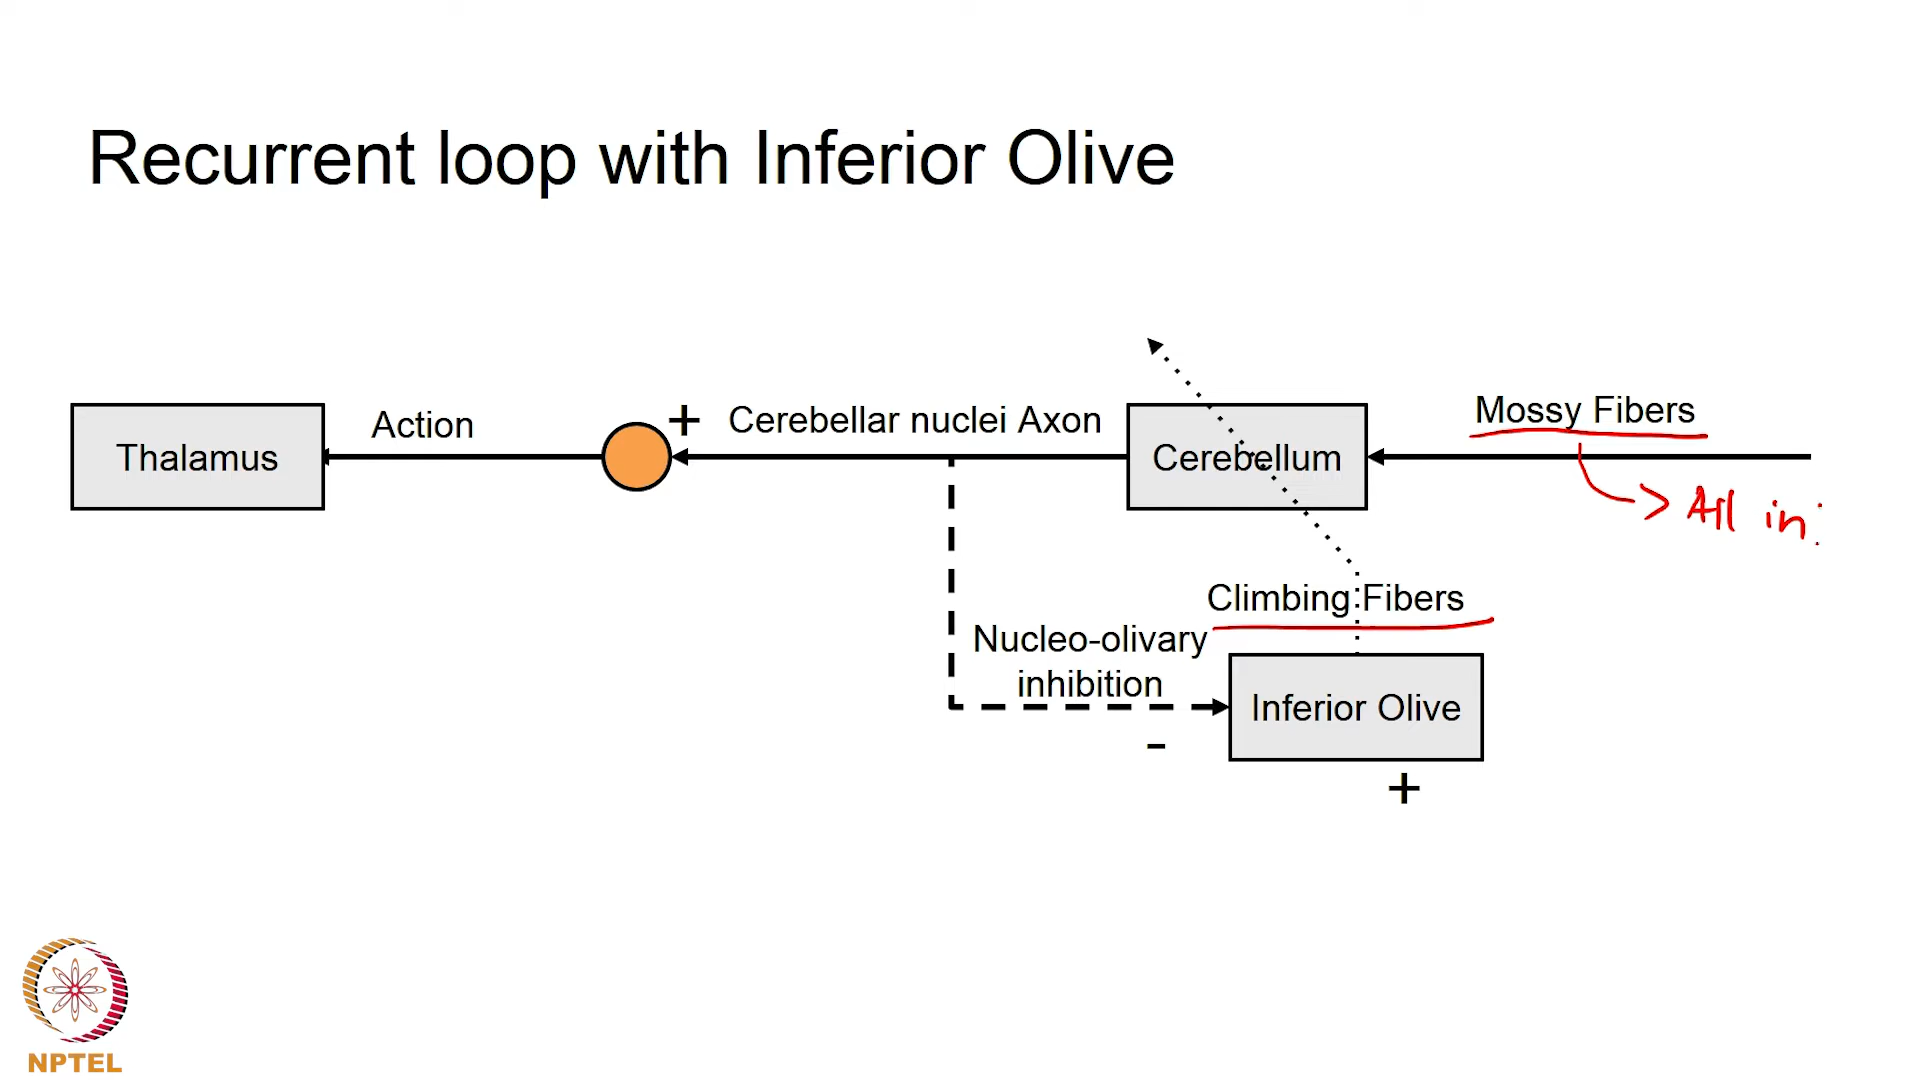 Recurrent loop with Inferior Olive
Thalamus
Action
+
Cerebellar nuclei Axon
Cerebellum
Mossy Fibers
All in
Climbing Fibers
Nucleo-olivary
inhibition
-
Inferior Olive
+
NPTEL